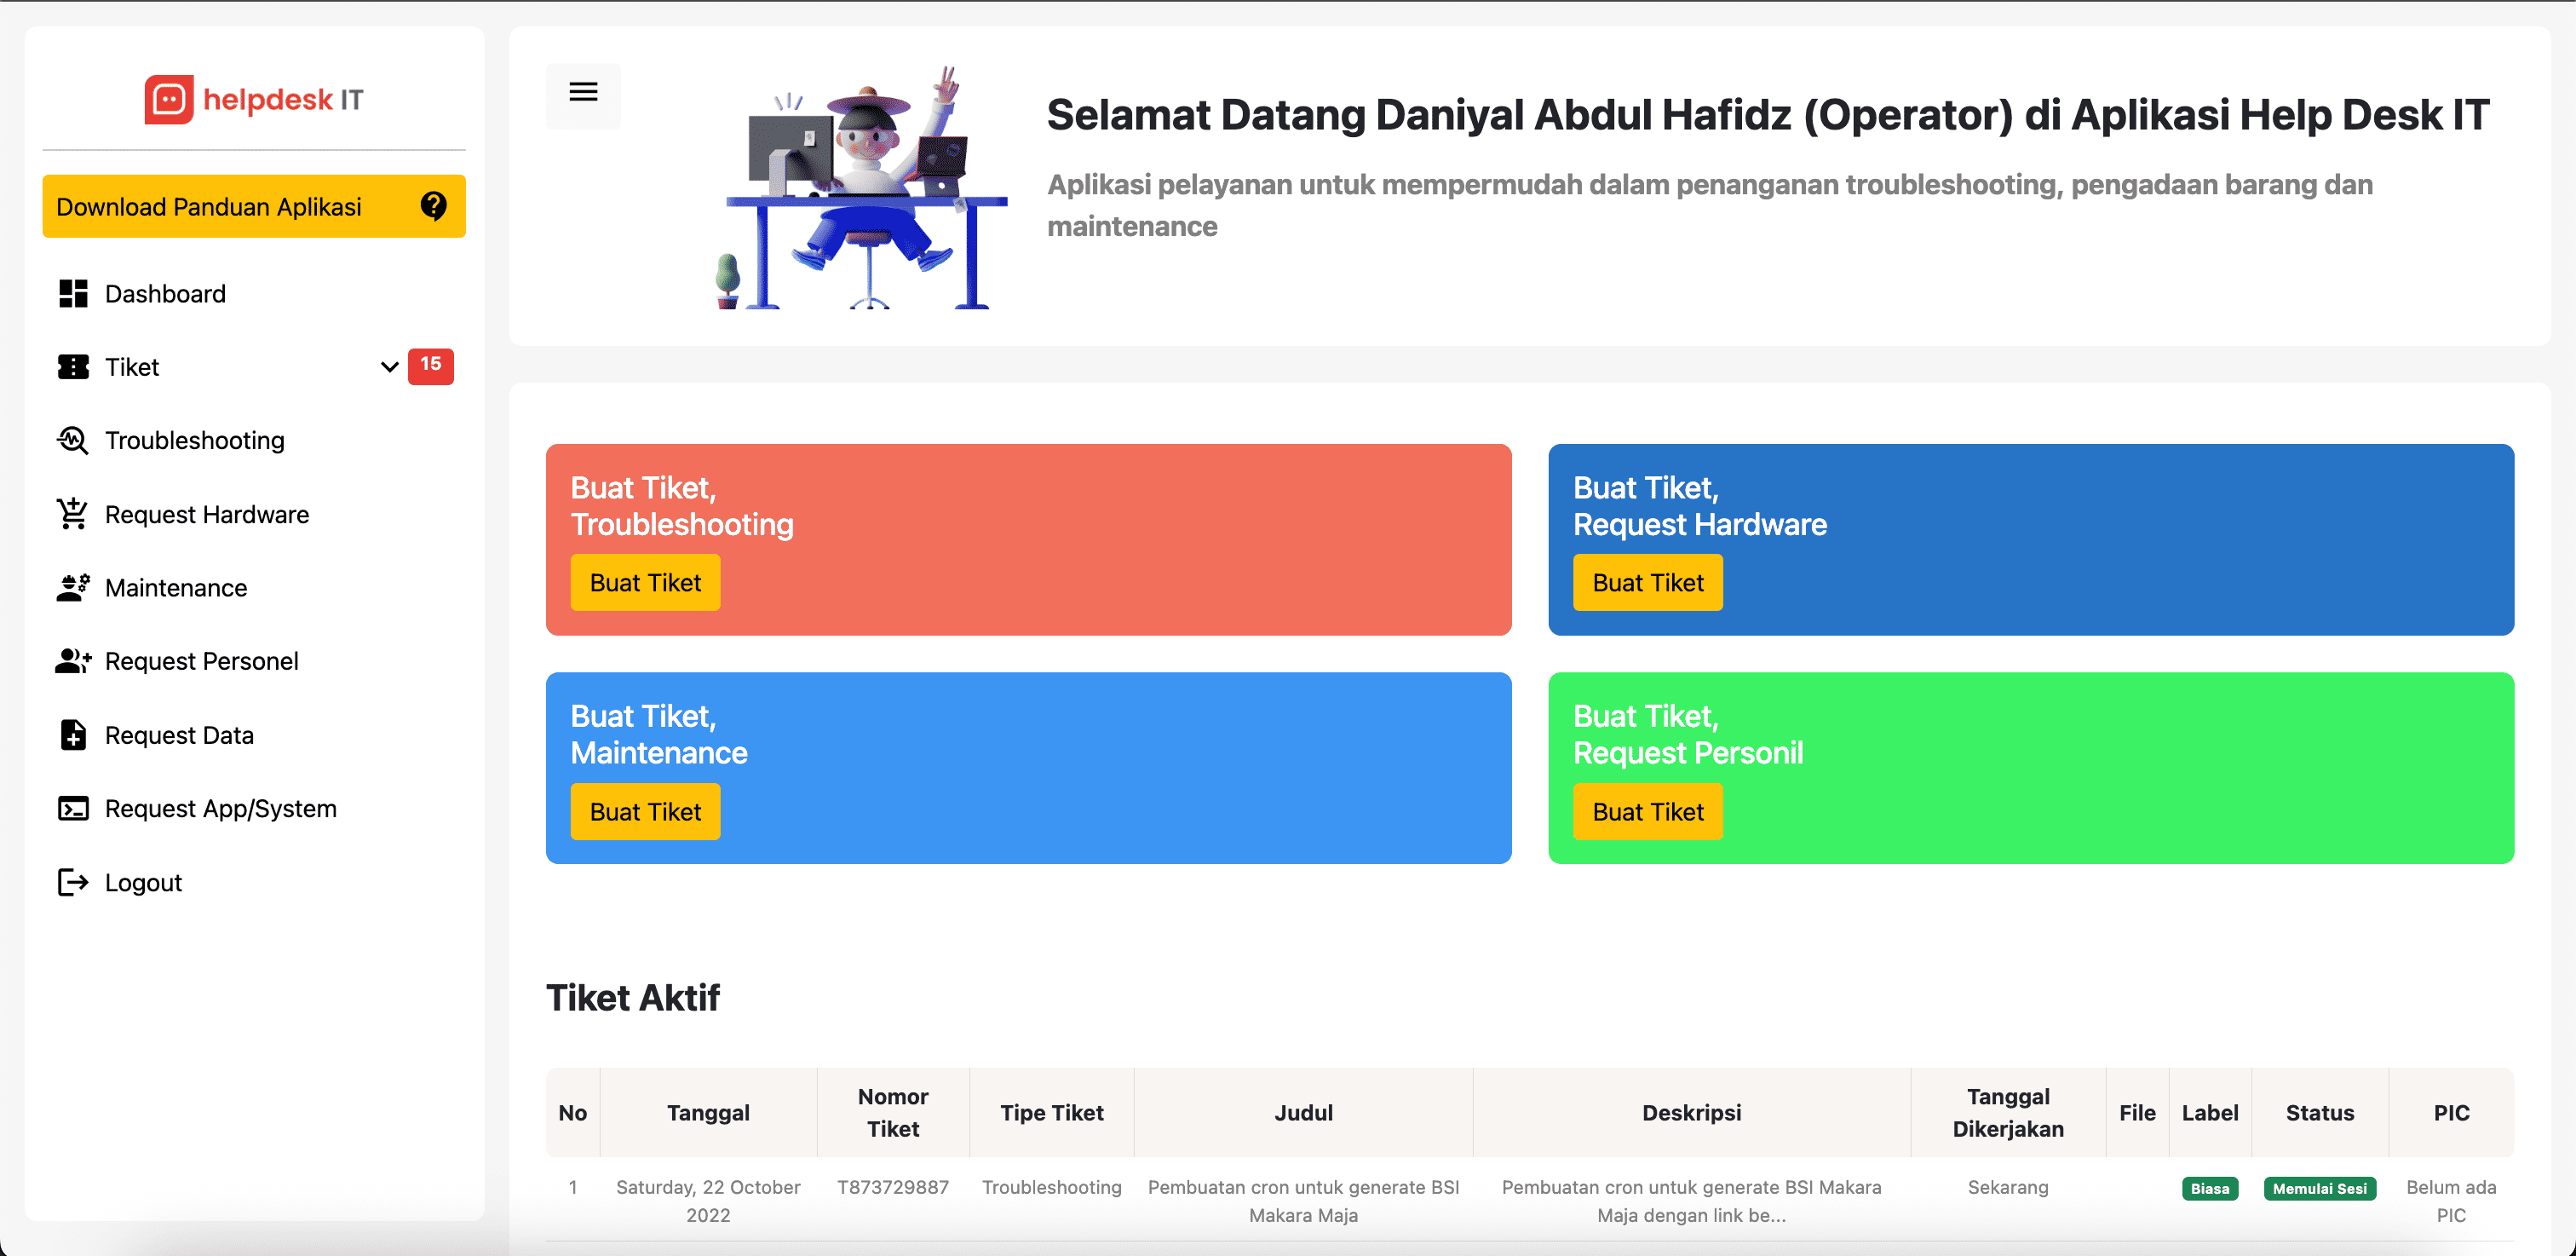 helpdesk IT
Download Panduan Aplikasi
Dashboard
Tiket
15
Troubleshooting
Request Hardware
Maintenance
Request Personel
Request Data
Request App/System
Logout
Selamat Datang Daniyal Abdul Hafidz (Operator) di Aplikasi Help Desk IT
Aplikasi pelayanan untuk mempermudah dalam penanganan troubleshooting, pengadaan barang dan
maintenance
Buat Tiket,
Troubleshooting
Buat Tiket
Buat Tiket,
Request Hardware
Buat Tiket
Buat Tiket,
Maintenance
Buat Tiket
Buat Tiket,
Request Personil
Buat Tiket
Tiket Aktif
No Tanggal Nomor Tiket Tipe Tiket Judul Deskripsi Tanggal Dikerjakan File Label Status PIC
1 Saturday, 22 October 2022 T873729887 Troubleshooting Pembuatan cron untuk generate BSI Makara Maja Pembuatan cron untuk generate BSI Makara Maja dengan link be... Sekarang Biasa Memulai Sesi Belum ada PIC